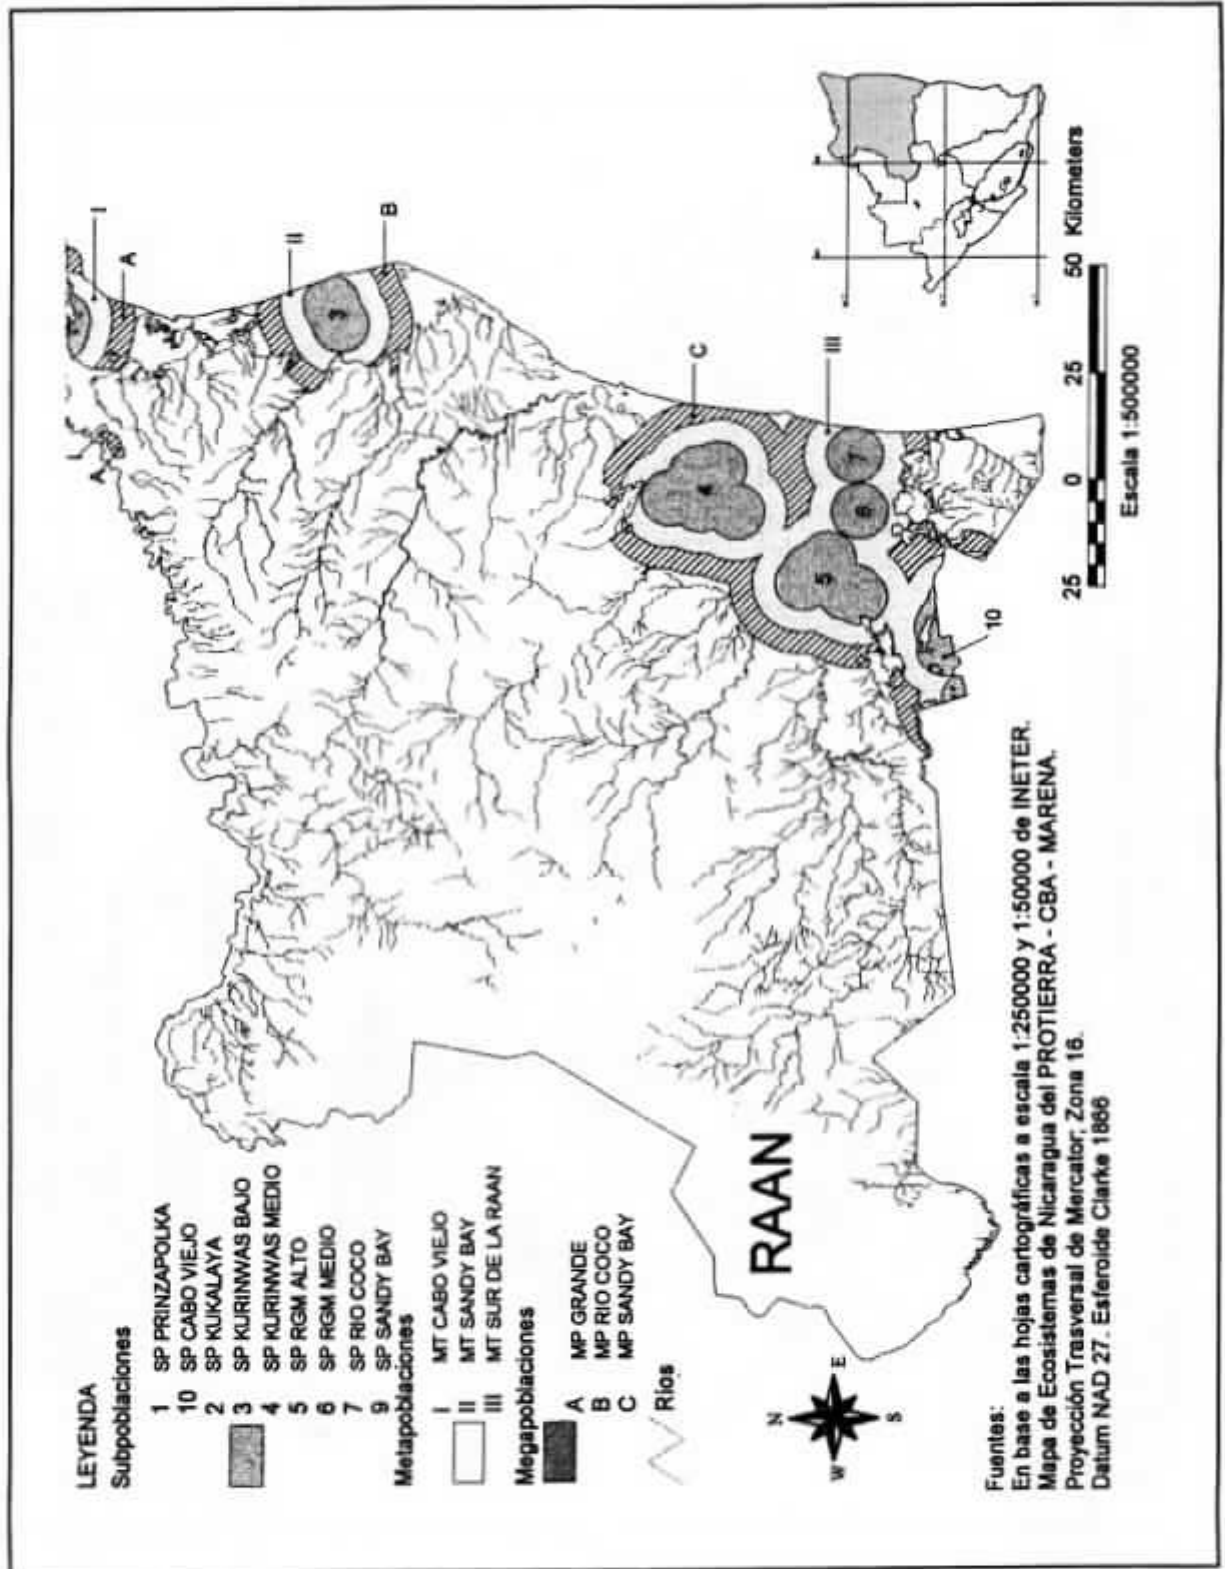 LEYENDA
Subpoblaciones
1 SP PRINZAPOLKA
10 SP CABO VIEJO
2 SP KUKALAYA
3 SP KURINWAS BAJO
4 SP KURINWAS MEDIO
5 SP RGM ALTO
6 SP RGM MEDIO
7 SP RIO COCO
9 SP SANDY BAY
Metapoblaciones
I MT CABO VIEJO
II MT SANDY BAY
III MT SUR DE LA RAAN
Megapoblaciones
A MP GRANDE
B MP RIO COCO
C MP SANDY BAY
Rios
N
W
E
S
RAAN
I
A
II
3
B
C
4
III
7
6
5
10
25 0 25 50 Kilometers
Escala 1:500000
Fuentes:
En base a las hojas cartográficas a escala 1:250000 y 1:50000 de INETER.
Mapa de Ecosistemas de Nicaragua del PROTIERRA - CBA - MARENA.
Proyección Trasversal de Mercator; Zona 16.
Datum NAD 27. Esferoide Clarke 1866